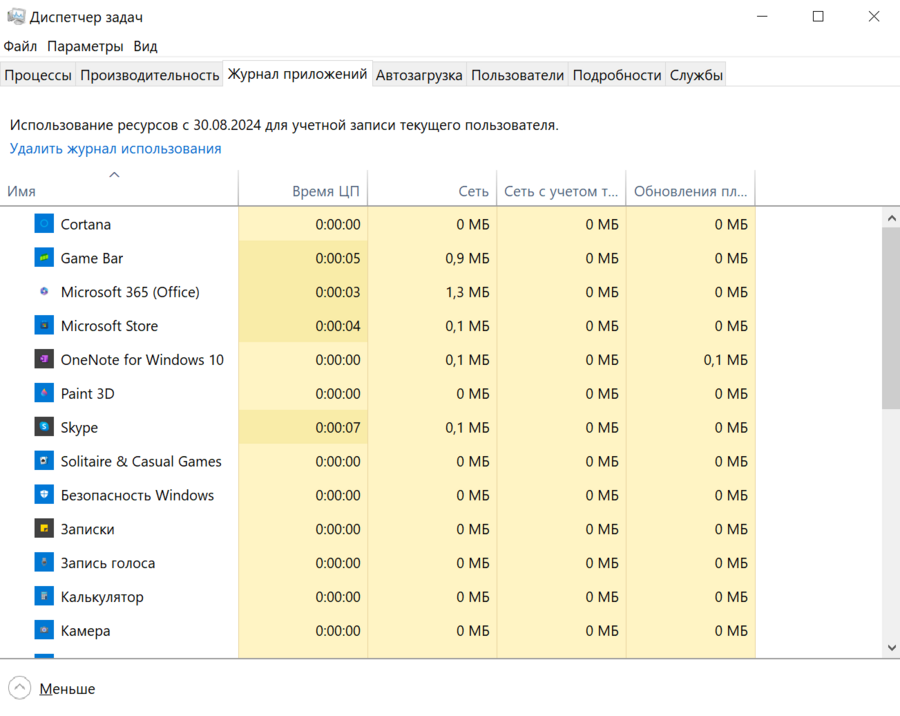 Диспетчер задач
Файл Параметры Вид
Процессы Производительность Журнал приложений Автозагрузка Пользователи Подробности Службы
Использование ресурсов с 30.08.2024 для учетной записи текущего пользователя.
Удалить журнал использования
Имя Время ЦП Сеть Сеть с учетом т... Обновления пл...
Cortana 0:00:00 0 МБ 0 МБ 0 МБ
Game Bar 0:00:05 0,9 МБ 0 МБ 0 МБ
Microsoft 365 (Office) 0:00:03 1,3 МБ 0 МБ 0 МБ
Microsoft Store 0:00:04 0,1 МБ 0 МБ 0 МБ
OneNote for Windows 10 0:00:00 0,1 МБ 0 МБ 0,1 МБ
Paint 3D 0:00:00 0 МБ 0 МБ 0 МБ
Skype 0:00:07 0,1 МБ 0 МБ 0 МБ
Solitaire & Casual Games 0:00:00 0 МБ 0 МБ 0 МБ
Безопасность Windows 0:00:00 0 МБ 0 МБ 0 МБ
Записки 0:00:00 0 МБ 0 МБ 0 МБ
Запись голоса 0:00:00 0 МБ 0 МБ 0 МБ
Калькулятор 0:00:00 0 МБ 0 МБ 0 МБ
Камера 0:00:00 0 МБ 0 МБ 0 МБ
Меньше